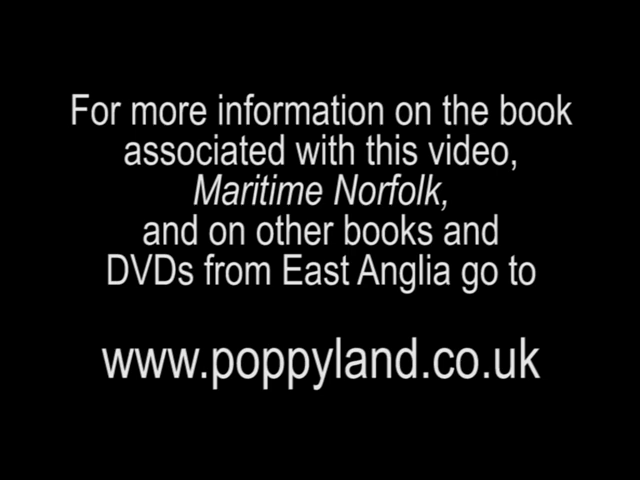 For more information on the book
associated with this video,
Maritime Norfolk,
and on other books and
DVDs from East Anglia go to
www.poppyland.co.uk